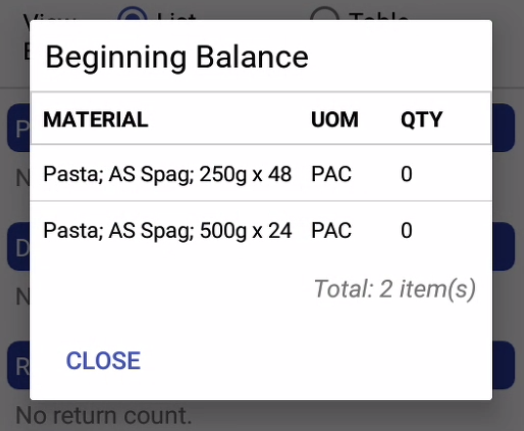 View
List
Table
Beginning Balance
MATERIAL UOM QTY
Pasta; AS Spag; 250g x 48 PAC 0
Pasta; AS Spag; 500g x 24 PAC 0
Total: 2 item(s)
CLOSE
No return count.